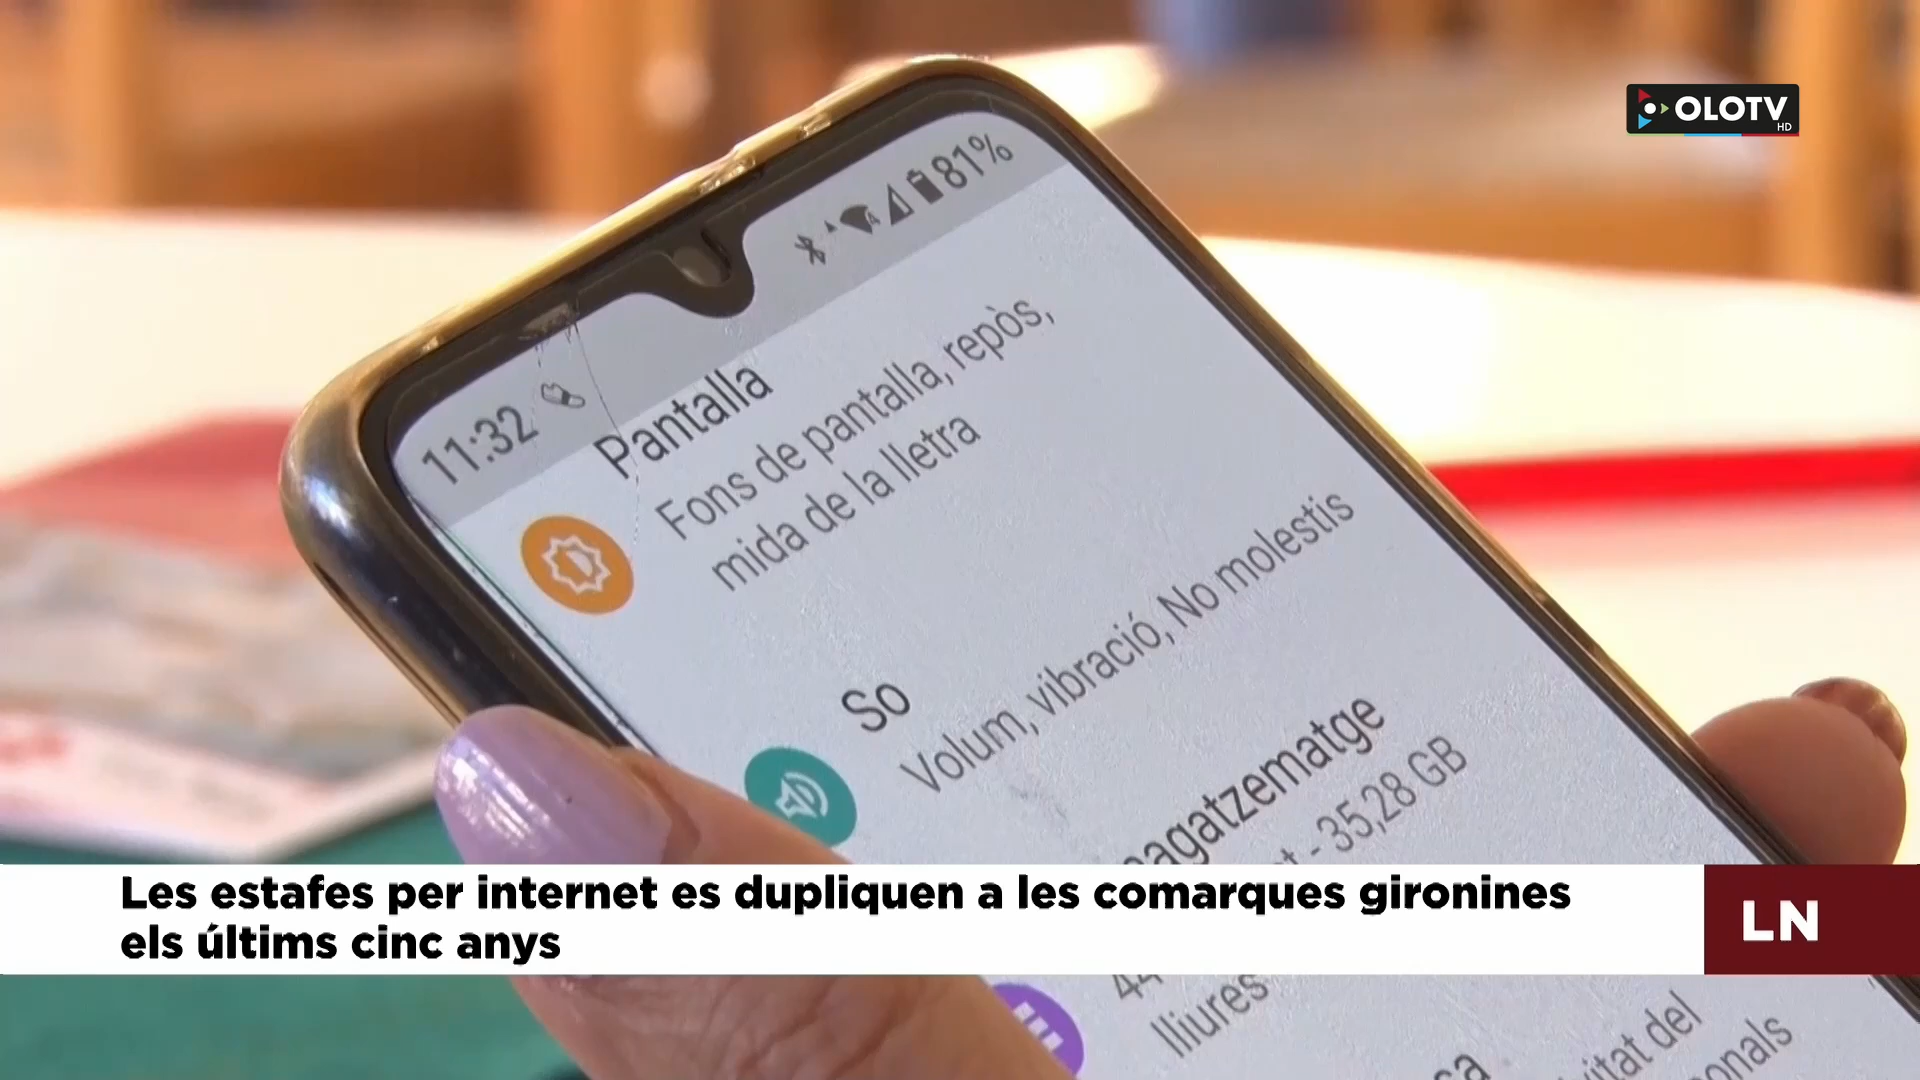 OLOTV
HD
81%
11:32
Pantalla
Fons de pantalla, repòs,
mida de la lletra
So
Volum, vibració, No molestis
- 35,28 GB
lliures
Les estafes per internet es dupliquen a les comarques gironines
els últims cinc anys
LN